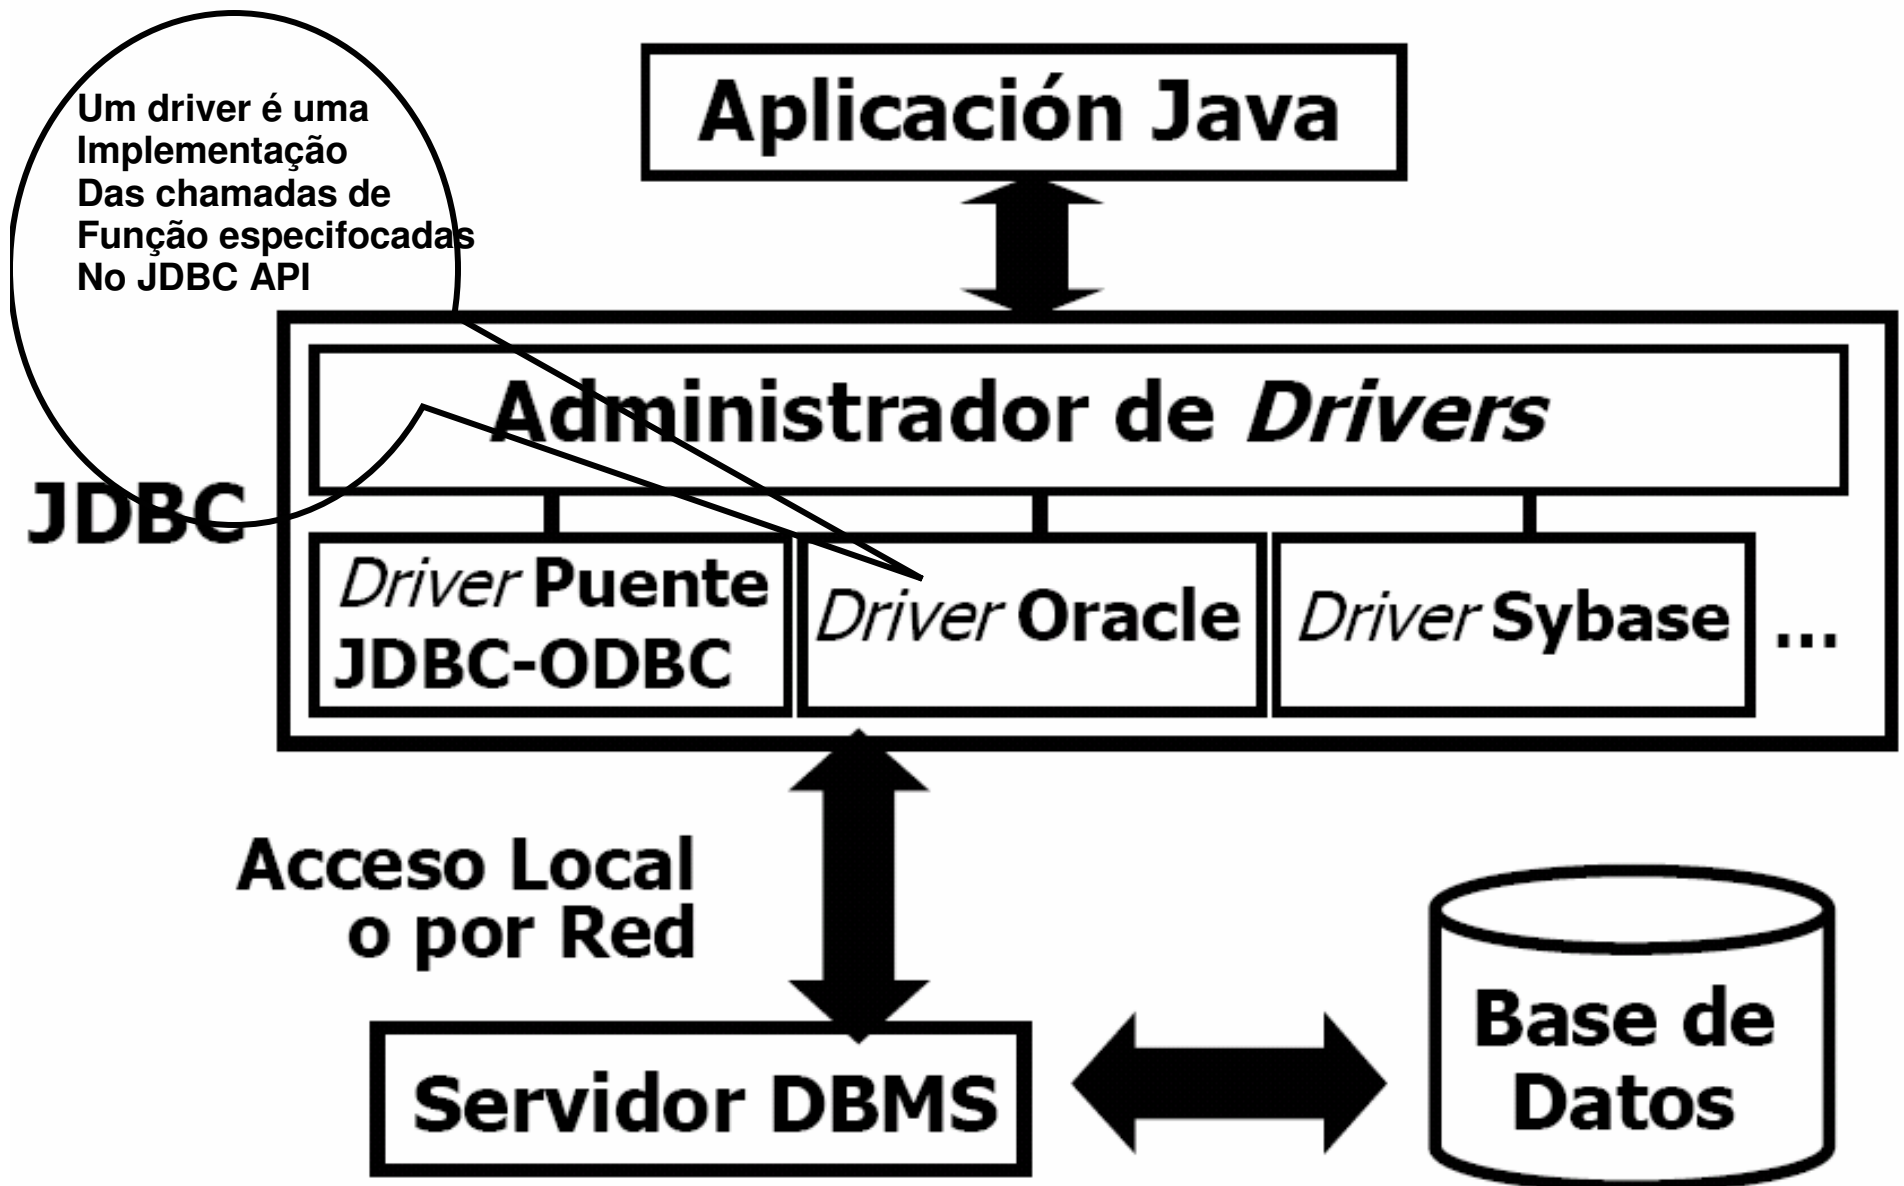 Um driver é uma
Implementação
Das chamadas de
Função especifocadas
No JDBC API
Aplicación Java
Administrador de Drivers
JDBC
Driver Puente
JDBC-ODBC
Driver Oracle
Driver Sybase
...
Acceso Local
o por Red
Servidor DBMS
Base de
Datos